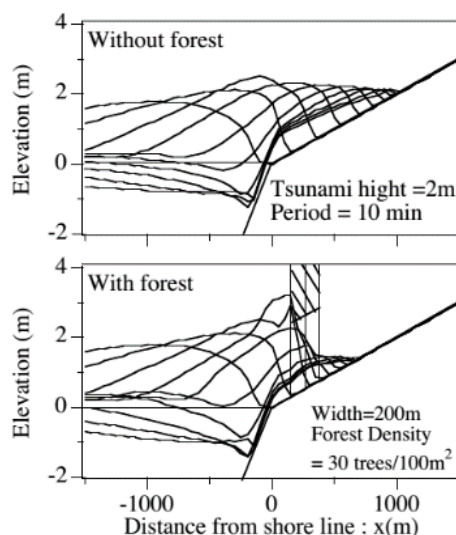 4
Without forest
2
Elevation (m)
0
Tsunami hight =2m
Period = 10 min
-2
4
With forest
2
Elevation (m)
0
Width=200m
Forest Density
= 30 trees/100m²
-2
-1000 0 1000
Distance from shore line : x(m)